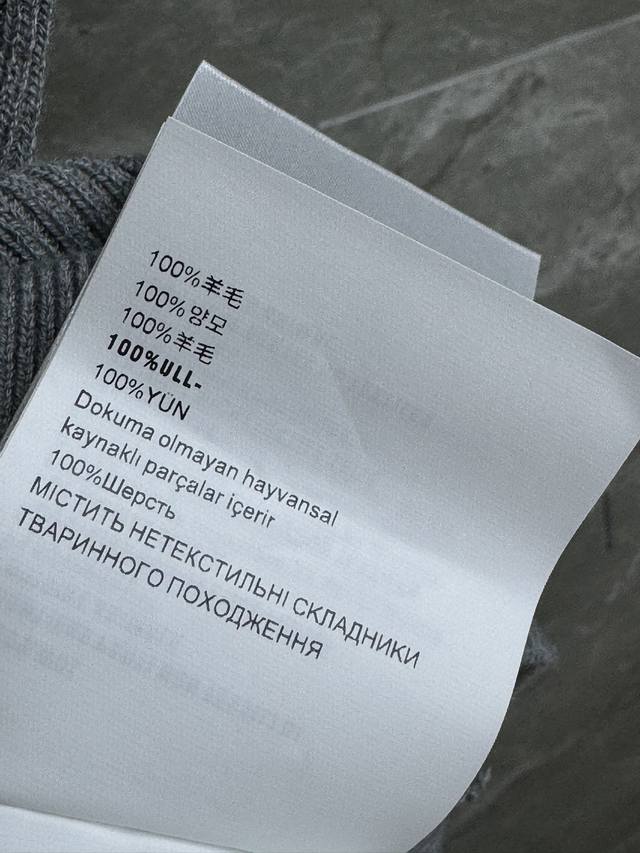 100%羊毛
100% 양모
100%羊毛
100%ULL-
100%YÜN
Dokuma olmayan hayvansal
kaynaklı parçalar içerir
100%Шерсть
МІСТИТЬ НЕТЕКСТИЛЬНІ СКЛАДНИКИ
ТВАРИННОГО ПОХОДЖЕННЯ